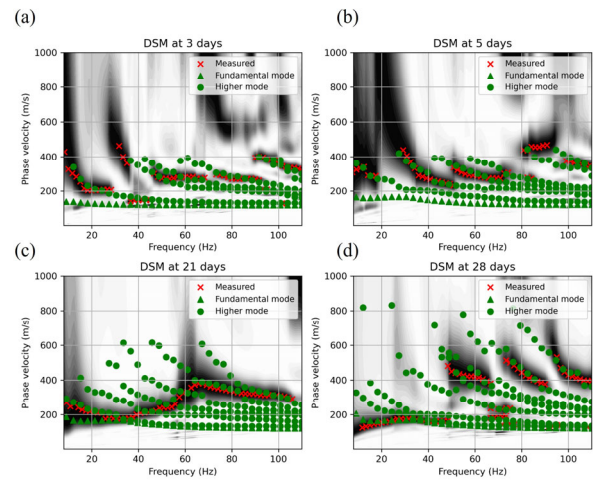 (a)
DSM at 3 days
Phase velocity (m/s)
1000
800
600
400
200
Measured
Fundamental mode
Higher mode
20
40
60
80
100
Frequency (Hz)
(b)
DSM at 5 days
Phase velocity (m/s)
1000
800
600
400
200
Measured
Fundamental mode
Higher mode
20
40
60
80
100
Frequency (Hz)
(c)
DSM at 21 days
Phase velocity (m/s)
1000
800
600
400
200
Measured
Fundamental mode
Higher mode
20
40
60
80
100
Frequency (Hz)
(d)
DSM at 28 days
Phase velocity (m/s)
1000
800
600
400
200
Measured
Fundamental mode
Higher mode
20
40
60
80
100
Frequency (Hz)